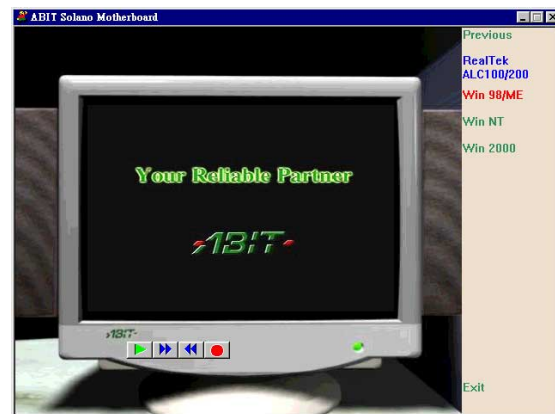 ABIT Solano Motherboard
Previous
RealTek
ALC100/200
Win 98/ME
Win NT
Win 2000
Your Reliable Partner
ABIT
ABIT
Exit